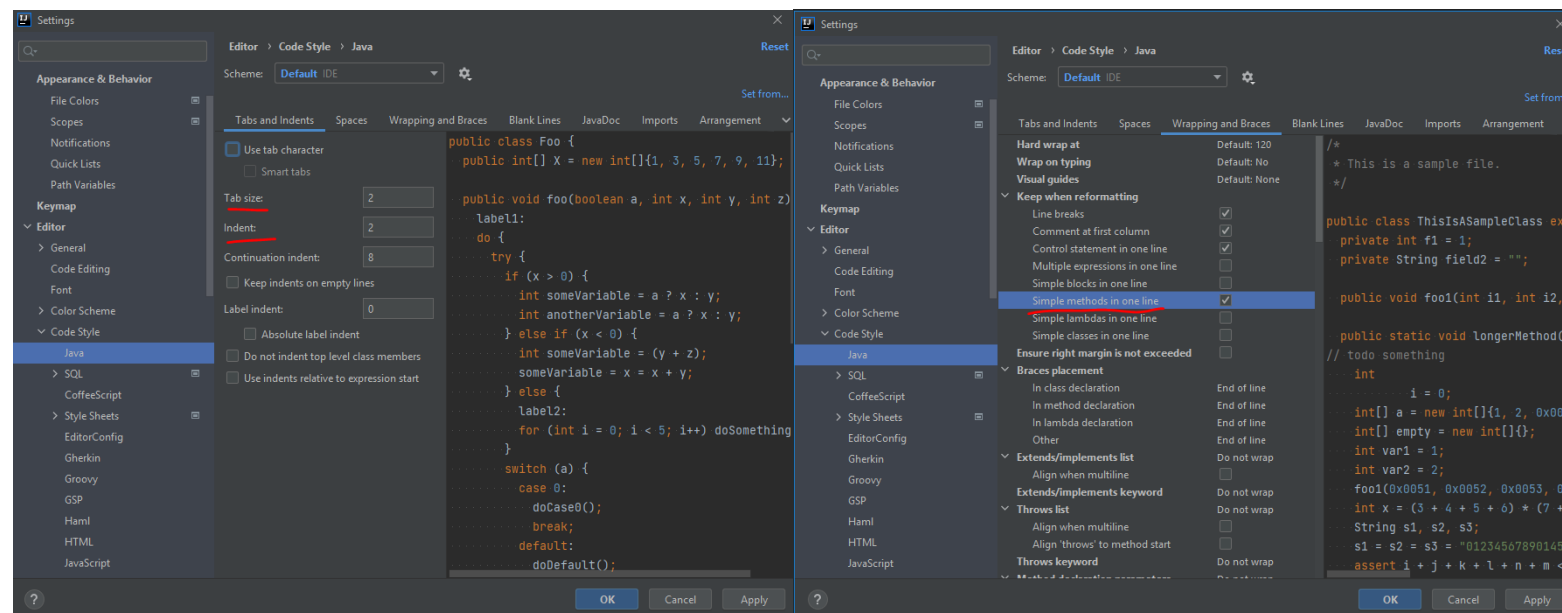 Settings
Editor > Code Style > Java
Reset
Scheme:
Default IDE
Set from...
Appearance & Behavior
File Colors
Scopes
Notifications
Quick Lists
Path Variables
Keymap
Editor
General
Code Editing
Font
Color Scheme
Code Style
Java
SQL
CoffeeScript
Style Sheets
EditorConfig
Gherkin
Groovy
GSP
Haml
HTML
JavaScript
Tabs and Indents Spaces Wrapping and Braces Blank Lines JavaDoc Imports Arrangement
Use tab character
Smart tabs
Tab size: 2
Indent: 2
Continuation indent: 8
Keep indents on empty lines
Label indent: 0
Absolute label indent
Do not indent top level class members
Use indents relative to expression start
public class Foo {
public int[] X = new int[]{1, 3, 5, 7, 9, 11};
public void foo(boolean a, int x, int y, int z)
label1:
do {
try {
if (x > 0) {
int someVariable = a ? x : y;
int anotherVariable = a ? x : y;
} else if (x < 0) {
int someVariable = (y + z);
someVariable = x = x + y;
} else {
label2:
for (int i = 0; i < 5; i++) doSomething
}
switch (a) {
case 0:
doCase0();
break;
default:
doDefault();
?
OK Cancel Apply
Settings
Editor > Code Style > Java
Res
Scheme:
Default IDE
Set from
Appearance & Behavior
File Colors
Scopes
Notifications
Quick Lists
Path Variables
Keymap
Editor
General
Code Editing
Font
Color Scheme
Code Style
Java
SQL
CoffeeScript
Style Sheets
EditorConfig
Gherkin
Groovy
GSP
Haml
HTML
JavaScript
Tabs and Indents Spaces Wrapping and Braces Blank Lines JavaDoc Imports Arrangement
Hard wrap at Default: 120
Wrap on typing Default: No
Visual guides Default: None
Keep when reformatting
Line breaks
Comment at first column
Control statement in one line
Multiple expressions in one line
Simple blocks in one line
Simple methods in one line
Simple lambdas in one line
Simple classes in one line
Ensure right margin is not exceeded
Braces placement
In class declaration End of line
In method declaration End of line
In lambda declaration End of line
Other End of line
Extends/implements list Do not wrap
Align when multiline
Extends/implements keyword Do not wrap
Throws list Do not wrap
Align when multiline
Align 'throws' to method start
Throws keyword Do not wrap
/*
* This is a sample file.
*/
public class ThisIsASampleClass ex
private int f1 = 1;
private String field2 = "";
public void foo1(int i1, int i2,
public static void longerMethod(
// todo something
int
i = 0;
int[] a = new int[]{1, 2, 0x00
int[] empty = new int[]{};
int var1 = 1;
int var2 = 2;
foo1(0x0051, 0x0052, 0x0053, 0
int x = (3 + 4 + 5 + 6) * (7 +
String s1, s2, s3;
s1 = s2 = s3 = "01234567890145
assert i + j + k + l + n + m <
?
OK Cancel Apply